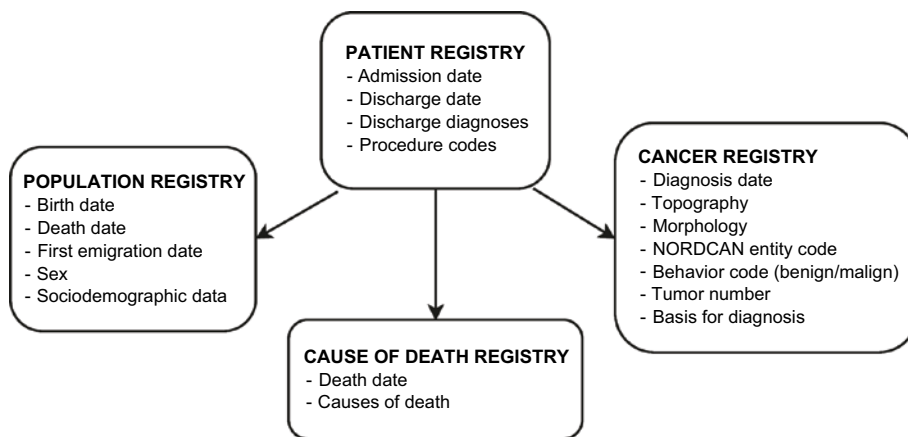 PATIENT REGISTRY
- Admission date
- Discharge date
- Discharge diagnoses
- Procedure codes
POPULATION REGISTRY
- Birth date
- Death date
- First emigration date
- Sex
- Sociodemographic data
CANCER REGISTRY
- Diagnosis date
- Topography
- Morphology
- NORDCAN entity code
- Behavior code (benign/malign)
- Tumor number
- Basis for diagnosis
CAUSE OF DEATH REGISTRY
- Death date
- Causes of death